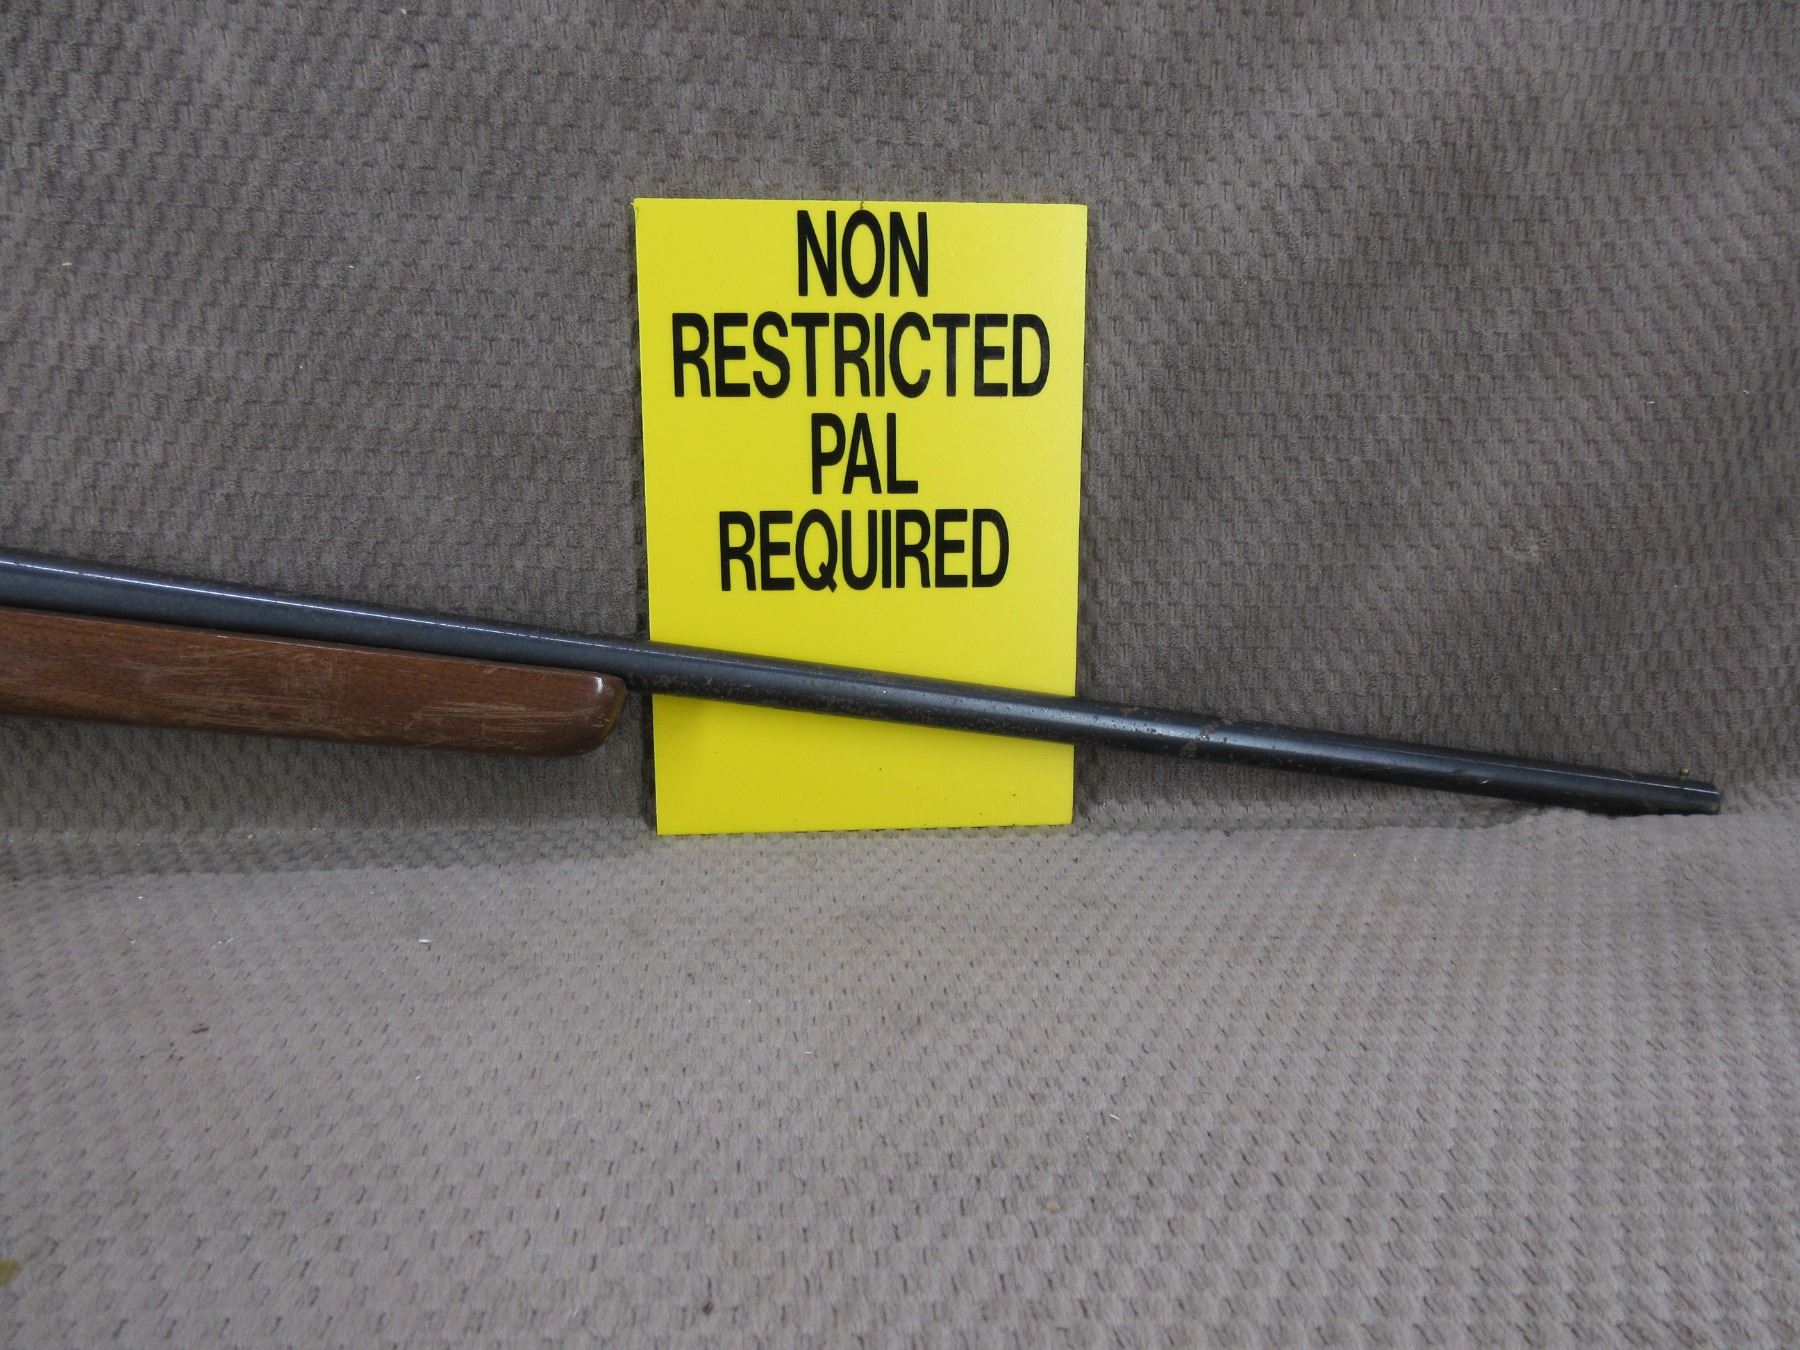 NON
RESTRICTED
PAL
REQUIRED